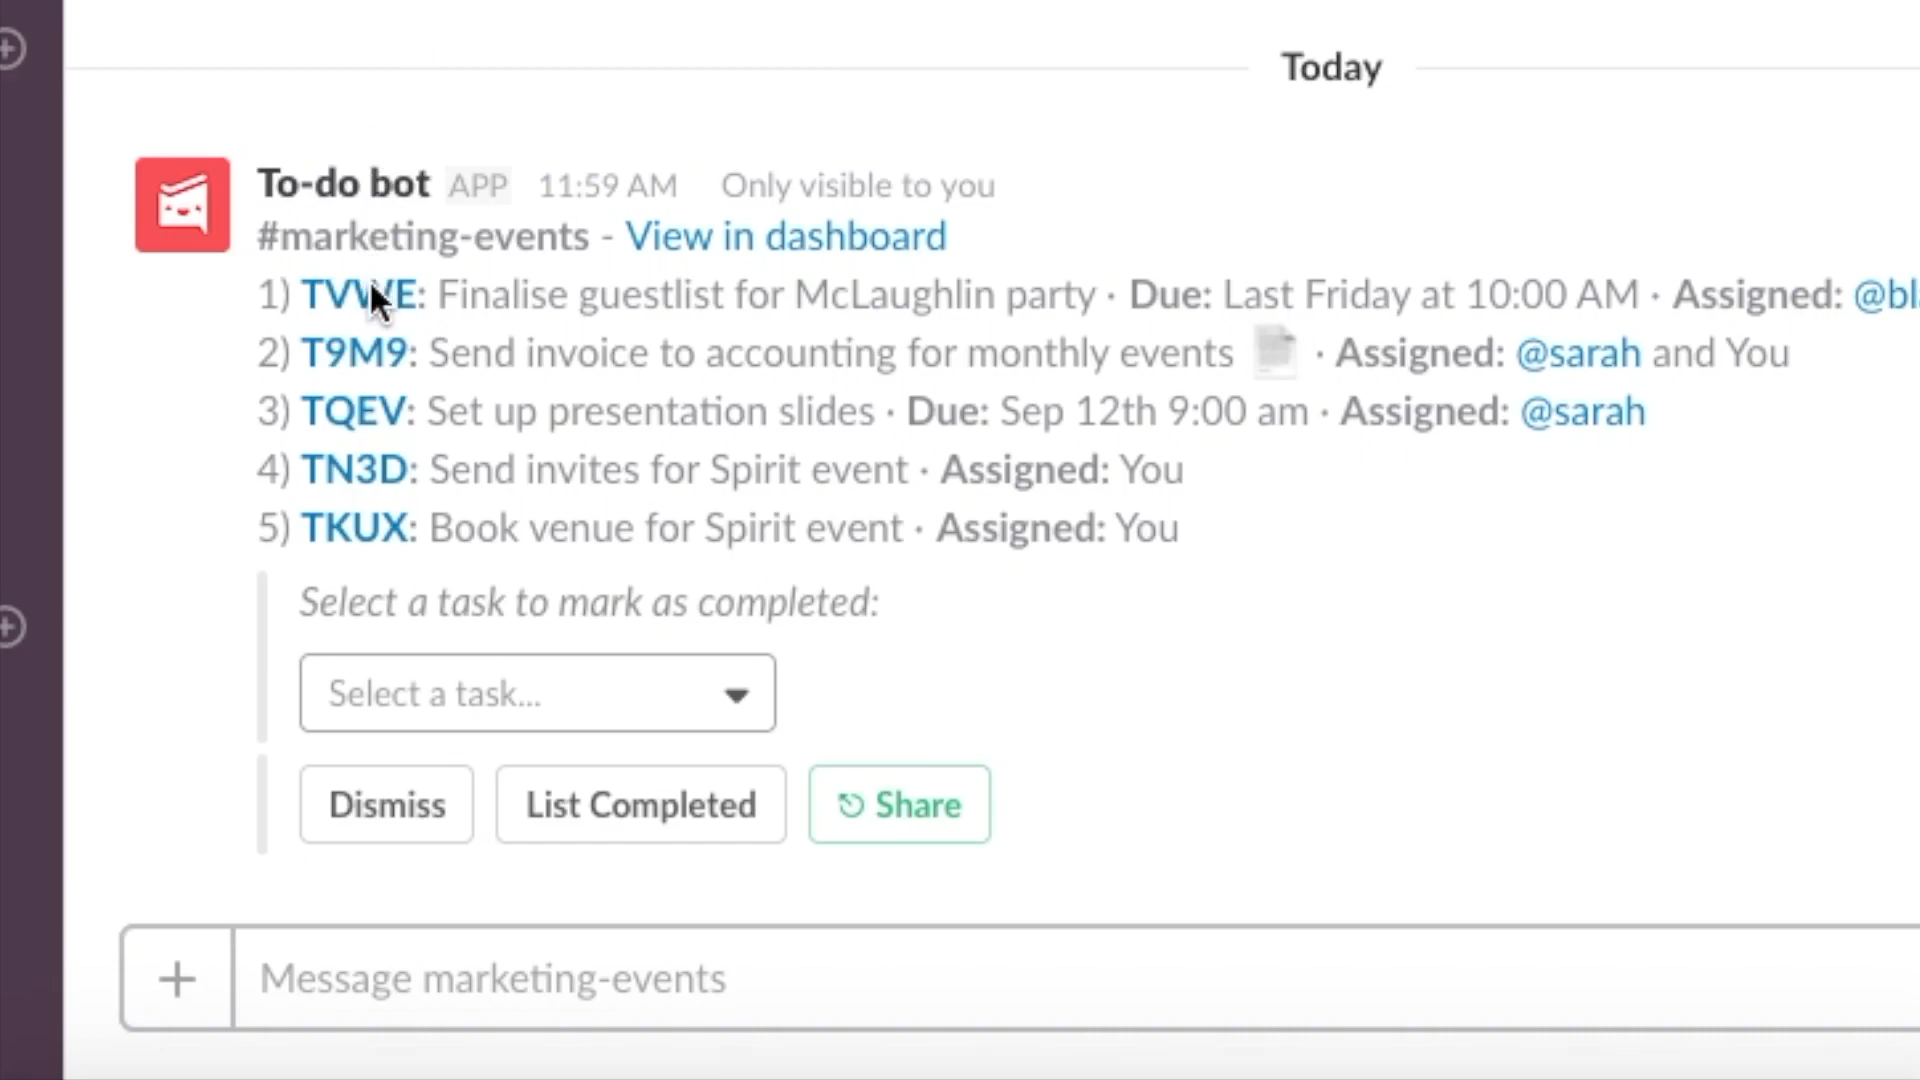 Today
To-do bot APP 11:59 AM Only visible to you
#marketing-events - View in dashboard
1) TVWE: Finalise guestlist for McLaughlin party · Due: Last Friday at 10:00 AM · Assigned:
2) T9M9: Send invoice to accounting for monthly events · Assigned: @sarah and You
3) TQEV: Set up presentation slides · Due: Sep 12th 9:00 am · Assigned: @sarah
4) TN3D: Send invites for Spirit event · Assigned: You
5) TKUX: Book venue for Spirit event · Assigned: You
Select a task to mark as completed:
Select a task...
Dismiss List Completed Share
Message marketing-events